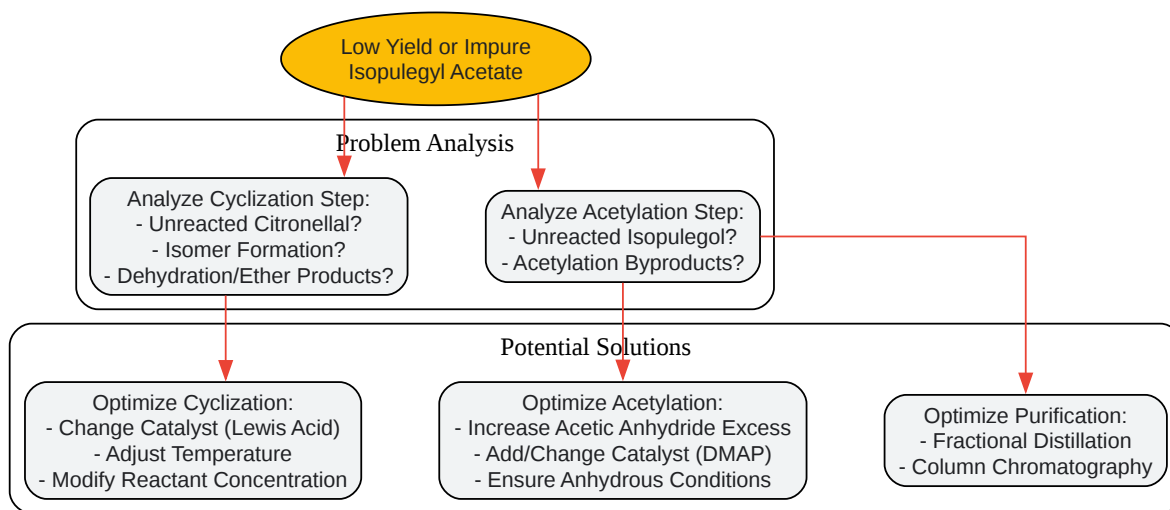 Low Yield or Impure
Isopulegyl Acetate
Problem Analysis
Analyze Cyclization Step:
- Unreacted Citronellal?
- Isomer Formation?
- Dehydration/Ether Products?
Analyze Acetylation Step:
- Unreacted Isopulegol?
- Acetylation Byproducts?
Potential Solutions
Optimize Cyclization:
- Change Catalyst (Lewis Acid)
- Adjust Temperature
- Modify Reactant Concentration
Optimize Acetylation:
- Increase Acetic Anhydride Excess
- Add/Change Catalyst (DMAP)
- Ensure Anhydrous Conditions
Optimize Purification:
- Fractional Distillation
- Column Chromatography